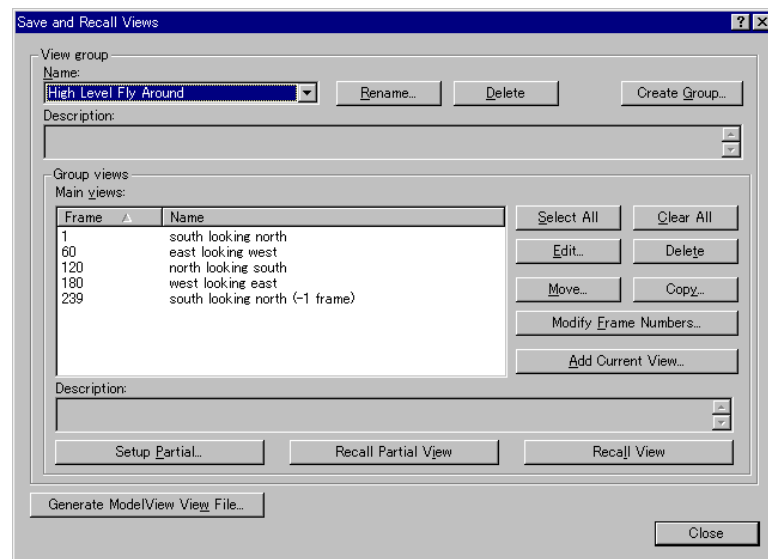 Save and Recall Views
View group
Name:
High Level Fly Around
Rename...
Delete
Create Group...
Description:
Group views
Main views:
Frame Name
1 south looking north
60 east looking west
120 north looking south
180 west looking east
239 south looking north (-1 frame)
Select All
Clear All
Edit...
Delete
Move...
Copy...
Modify Frame Numbers...
Add Current View...
Description:
Setup Partial...
Recall Partial View
Recall View
Generate ModelView View File...
Close